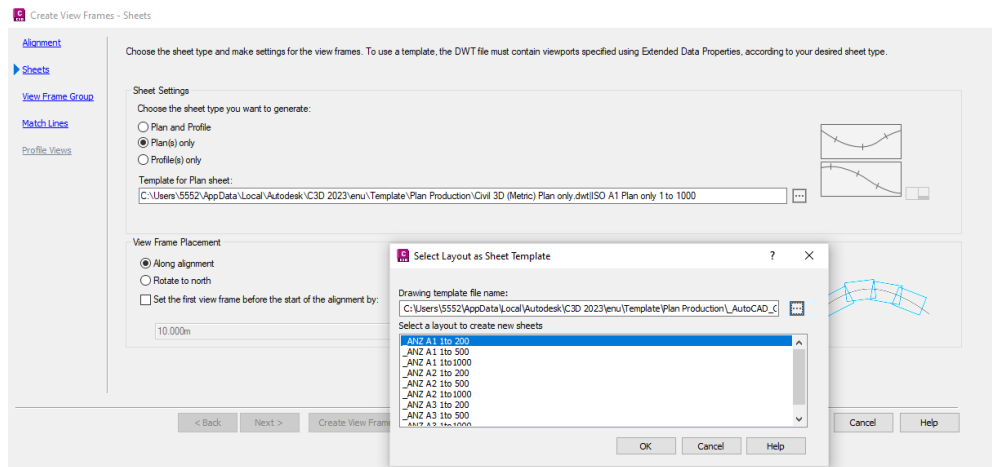 Create View Frames - Sheets
Alignment
Sheets
View Frame Group
Match Lines
Profile Views
Choose the sheet type and make settings for the view frames. To use a template, the DWT file must contain viewports specified using Extended Data Properties, according to your desired sheet type.
Sheet Settings
Choose the sheet type you want to generate:
Plan and Profile
Plan(s) only
Profile(s) only
Template for Plan sheet:
C:\Users\5552\AppData\Local\Autodesk\C3D 2023\enu\Template\Plan Production\Civil 3D (Metric) Plan only.dwt|ISO A1 Plan only 1 to 1000
View Frame Placement
Along alignment
Rotate to north
Set the first view frame before the start of the alignment by:
10.000m
Select Layout as Sheet Template
Drawing template file name:
C:\Users\5552\AppData\Local\Autodesk\C3D 2023\enu\Template\Plan Production\_AutoCAD_C
Select a layout to create new sheets
_ANZ A1 1to 200
_ANZ A1 1to 500
_ANZ A1 1to1000
_ANZ A2 1to 200
_ANZ A2 1to 500
_ANZ A2 1to1000
_ANZ A3 1to 200
_ANZ A3 1to 500
_ANZ A3 1to1000
OK Cancel Help
< Back Next > Create View Fram Cancel Help